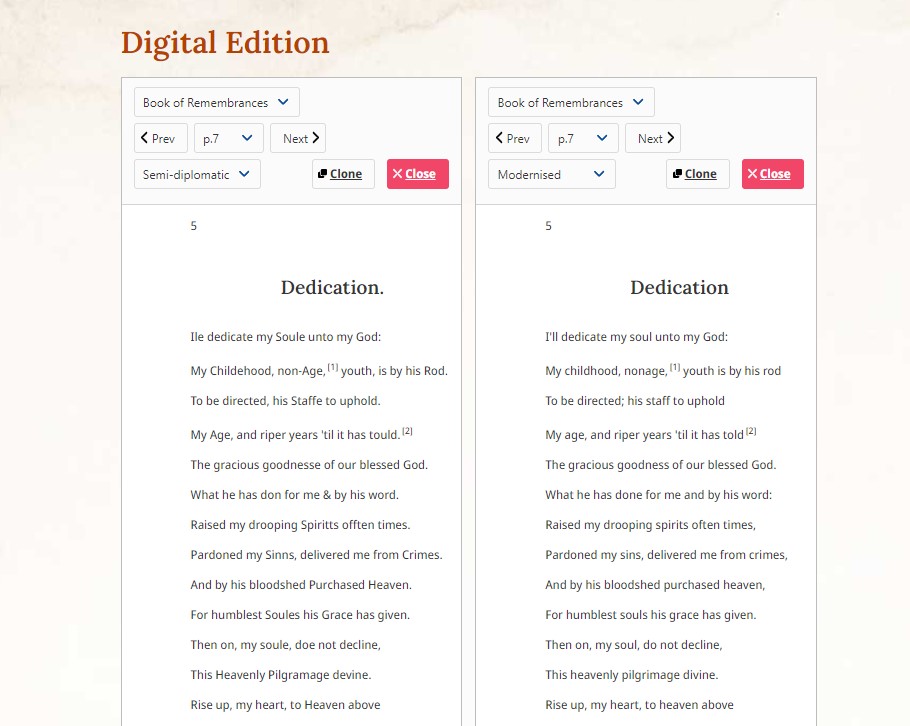 Digital Edition
Book of Remembrances
Prev p.7 Next
Semi-diplomatic Clone Close
5
Dedication.
Ile dedicate my Soule unto my God:
My Childehood, non-Age,[1] youth, is by his Rod.
To be directed, his Staffe to uphold.
My Age, and riper years 'til it has tould.[2]
The gracious goodnesse of our blessed God.
What he has don for me & by his word.
Raised my drooping Spiritts offten times.
Pardoned my Sinns, delivered me from Crimes.
And by his bloodshed Purchased Heaven.
For humblest Soules his Grace has given.
Then on, my soule, doe not decline,
This Heavenly Pilgramage devine.
Rise up, my heart, to Heaven above
Book of Remembrances
Prev p.7 Next
Modernised Clone Close
5
Dedication
I'll dedicate my soul unto my God:
My childhood, nonage,[1] youth is by his rod
To be directed; his staff to uphold
My age, and riper years 'til it has told[2]
The gracious goodness of our blessed God.
What he has done for me and by his word:
Raised my drooping spirits often times,
Pardoned my sins, delivered me from crimes,
And by his bloodshed purchased heaven,
For humblest souls his grace has given.
Then on, my soul, do not decline,
This heavenly pilgrimage divine.
Rise up, my heart, to heaven above